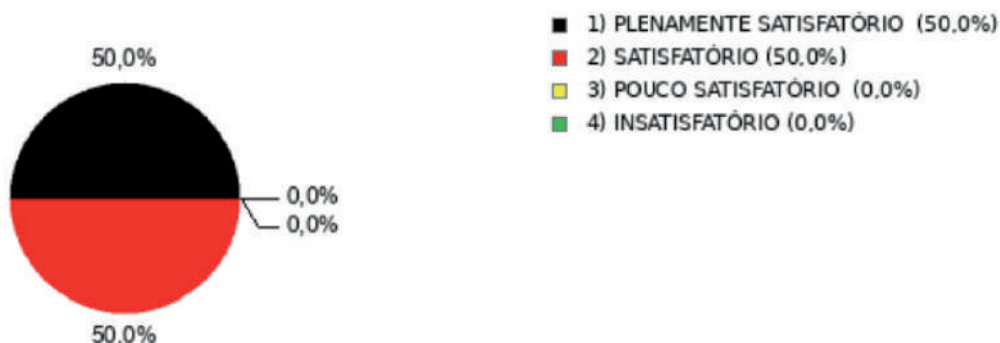 50,0%
0,0%
0,0%
50,0%
1) PLENAMENTE SATISFATÓRIO (50,0%)
2) SATISFATÓRIO (50,0%)
3) POUCO SATISFATÓRIO (0,0%)
4) INSATISFATÓRIO (0,0%)